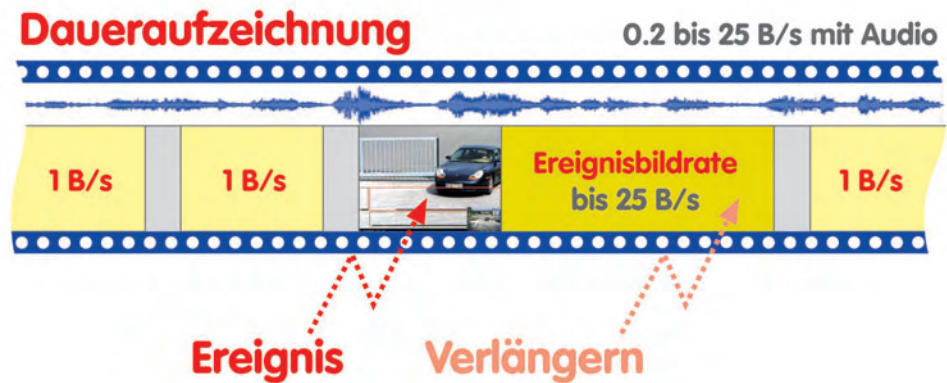 Daueraufzeichnung
0.2 bis 25 B/s mit Audio
1 B/s
1 B/s
Ereignisbildrate
bis 25 B/s
1 B/s
Ereignis
Verlängern